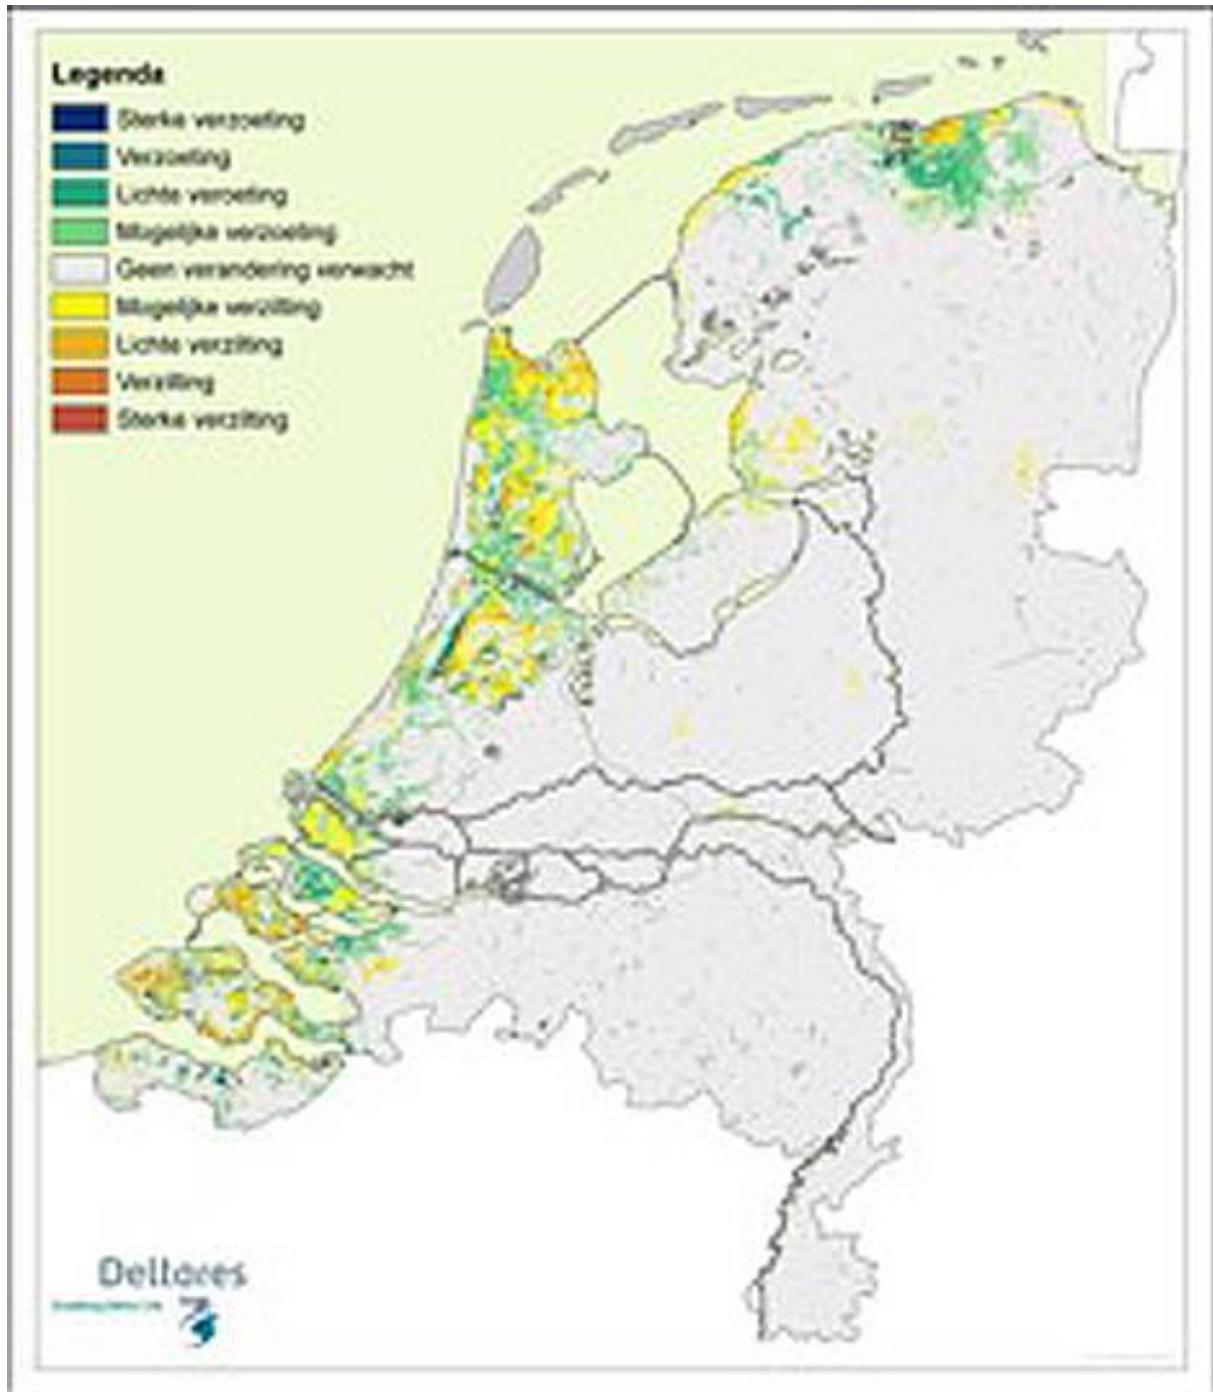 Legenda
Sterke verzoeting
Verzoeting
Lichte veroeting
Mogelijke verzoeting
Geen verandering verwacht
Mogelijke verzilting
Lichte verzilting
Verzilting
Sterke verzilting
Deltares